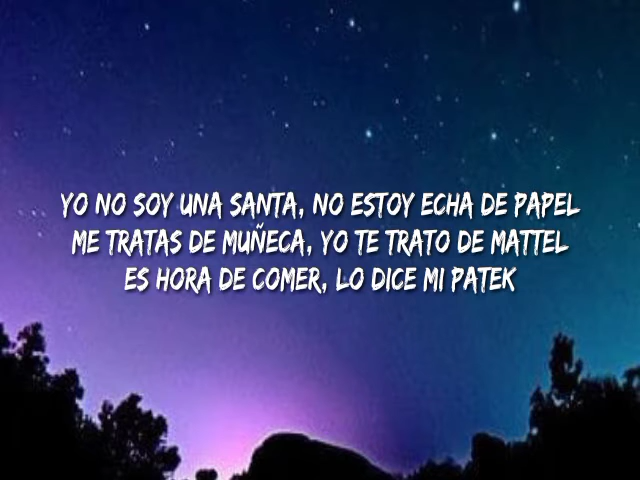 YO NO SOY UNA SANTA, NO ESTOY ECHA DE PAPEL
ME TRATAS DE MUÑECA, YO TE TRATO DE MATTEL
ES HORA DE COMER, LO DICE MI PATEK